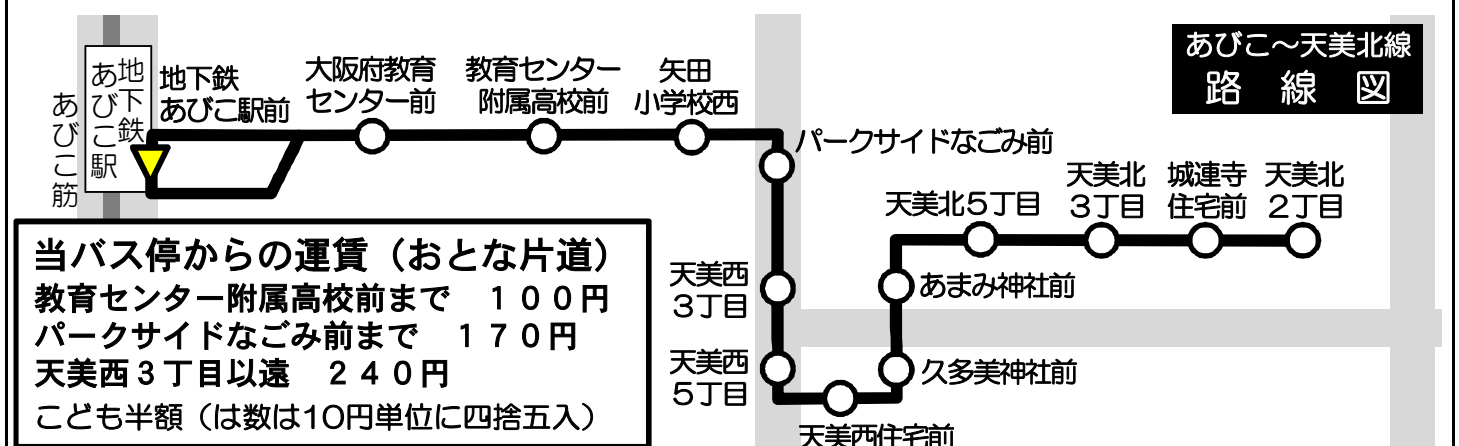 あびこ～天美北線
路線図
あびこ筋
地下鉄
あびこ駅
地下鉄
あびこ駅前
大阪府教育
センター前
教育センター
附属高校前
矢田
小学校西
パークサイドなごみ前
天美西
3丁目
天美西
5丁目
天美西住宅前
久多美神社前
あまみ神社前
天美北5丁目
天美北
3丁目
城連寺
住宅前
天美北
2丁目
当バス停からの運賃（おとな片道）
教育センター附属高校前まで　１００円
パークサイドなごみ前まで　１７０円
天美西３丁目以遠　２４０円
こども半額（は数は10円単位に四捨五入）